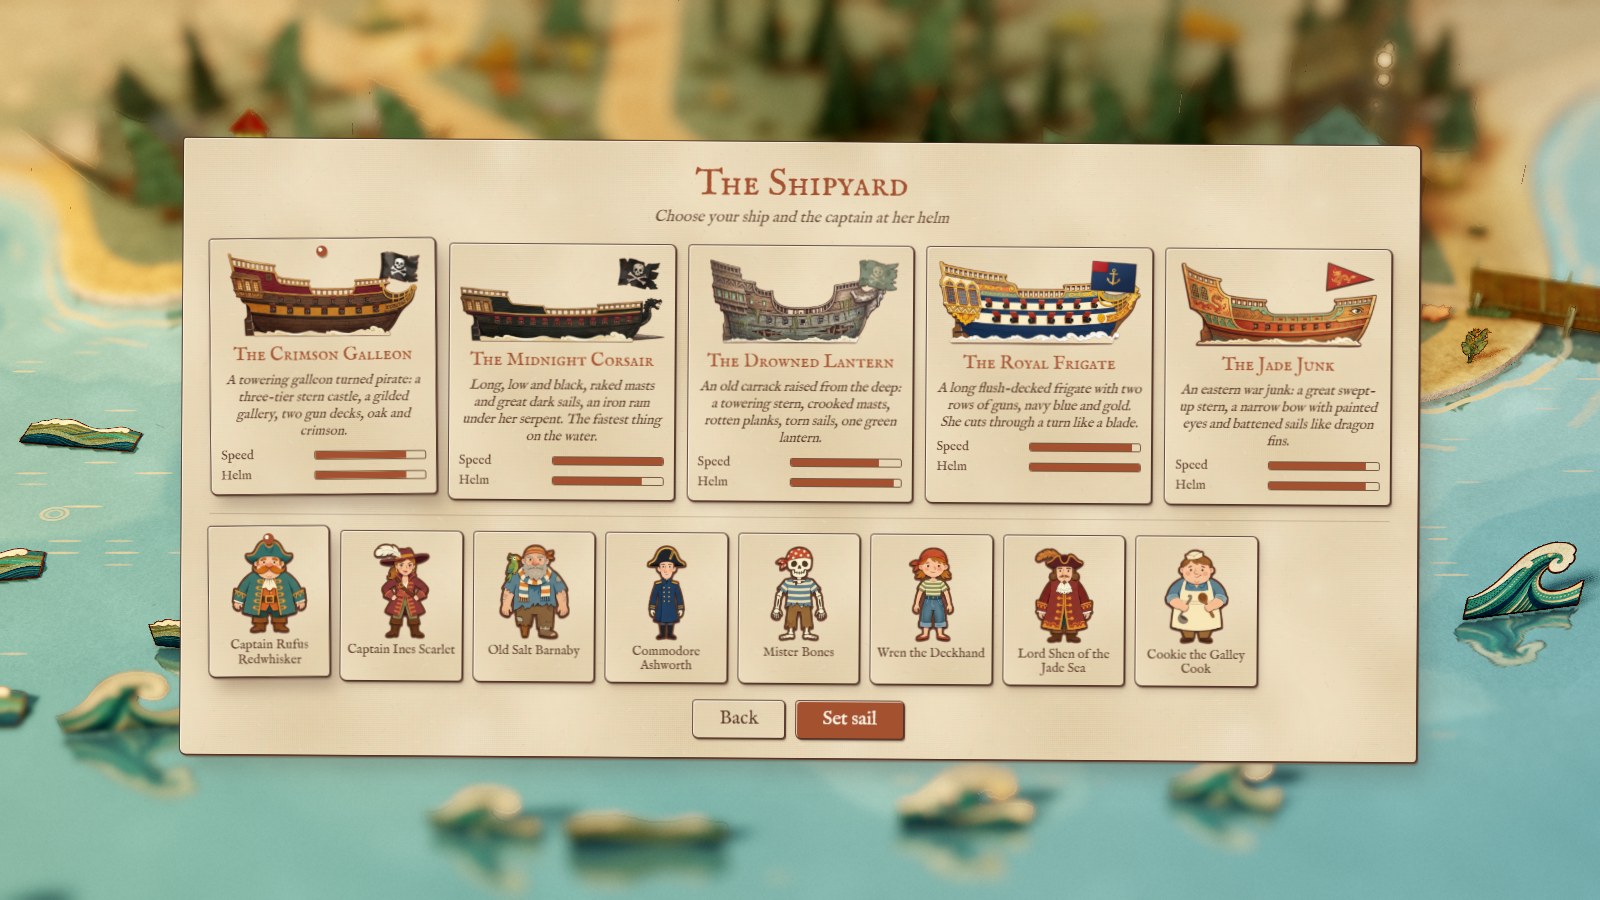 The Shipyard
Choose your ship and the captain at her helm
The Crimson Galleon
A towering galleon turned pirate: a
three-tier stern castle, a gilded
gallery, two gun decks, oak and
crimson.
Speed
Helm
The Midnight Corsair
Long, low and black, raked masts
and great dark sails, an iron ram
under her serpent. The fastest thing
on the water.
Speed
Helm
The Drowned Lantern
An old carrack raised from the deep:
a towering stern, crooked masts,
rotten planks, torn sails, one green
lantern.
Speed
Helm
The Royal Frigate
A long flush-decked frigate with two
rows of guns, navy blue and gold.
She cuts through a turn like a blade.
Speed
Helm
The Jade Junk
An eastern war junk: a great swept-
up stern, a narrow bow with painted
eyes and battened sails like dragon
fins.
Speed
Helm
Captain Rufus
Redwhisker
Captain Ines Scarlet
Old Salt Barnaby
Commodore
Ashworth
Mister Bones
Wren the Deckhand
Lord Shen of the
Jade Sea
Cookie the Galley
Cook
Back
Set sail